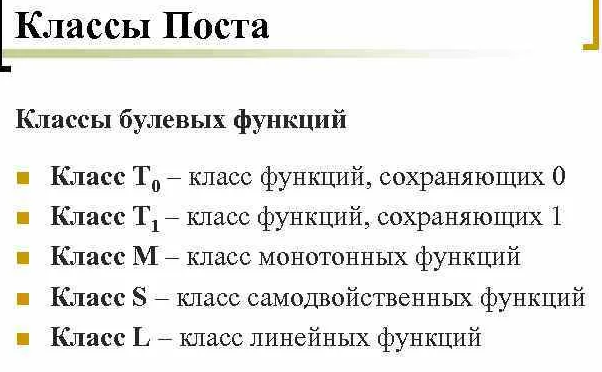 Классы Поста
Классы булевых функций
Класс T₀ – класс функций, сохраняющих 0
Класс T₁ – класс функций, сохраняющих 1
Класс M – класс монотонных функций
Класс S – класс самодвойственных функций
Класс L – класс линейных функций